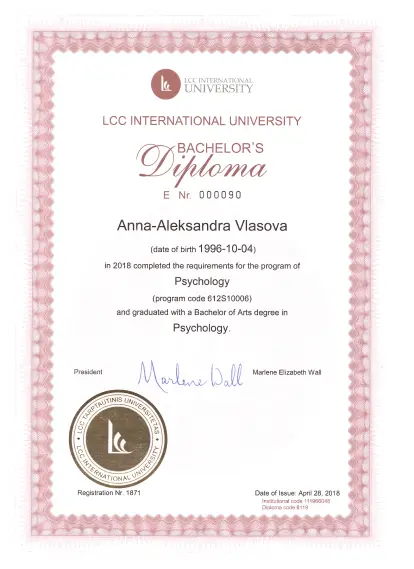 LCC INTERNATIONAL
UNIVERSITY
LCC INTERNATIONAL UNIVERSITY
BACHELOR'S
Diploma
E Nr. 000090
Anna-Aleksandra Vlasova
(date of birth 1996-10-04)
in 2018 completed the requirements for the program of
Psychology
(program code 612S10006)
and graduated with a Bachelor of Arts degree in
Psychology.
President Marlene Wall Marlene Elizabeth Wall
LCC TARPTAUTINIS UNIVERSITETAS
LCC
LCC INTERNATIONAL UNIVERSITY
Registration Nr. 1871 Date of Issue: April 28, 2018
Institutional code 111966046
Diploma code 6119